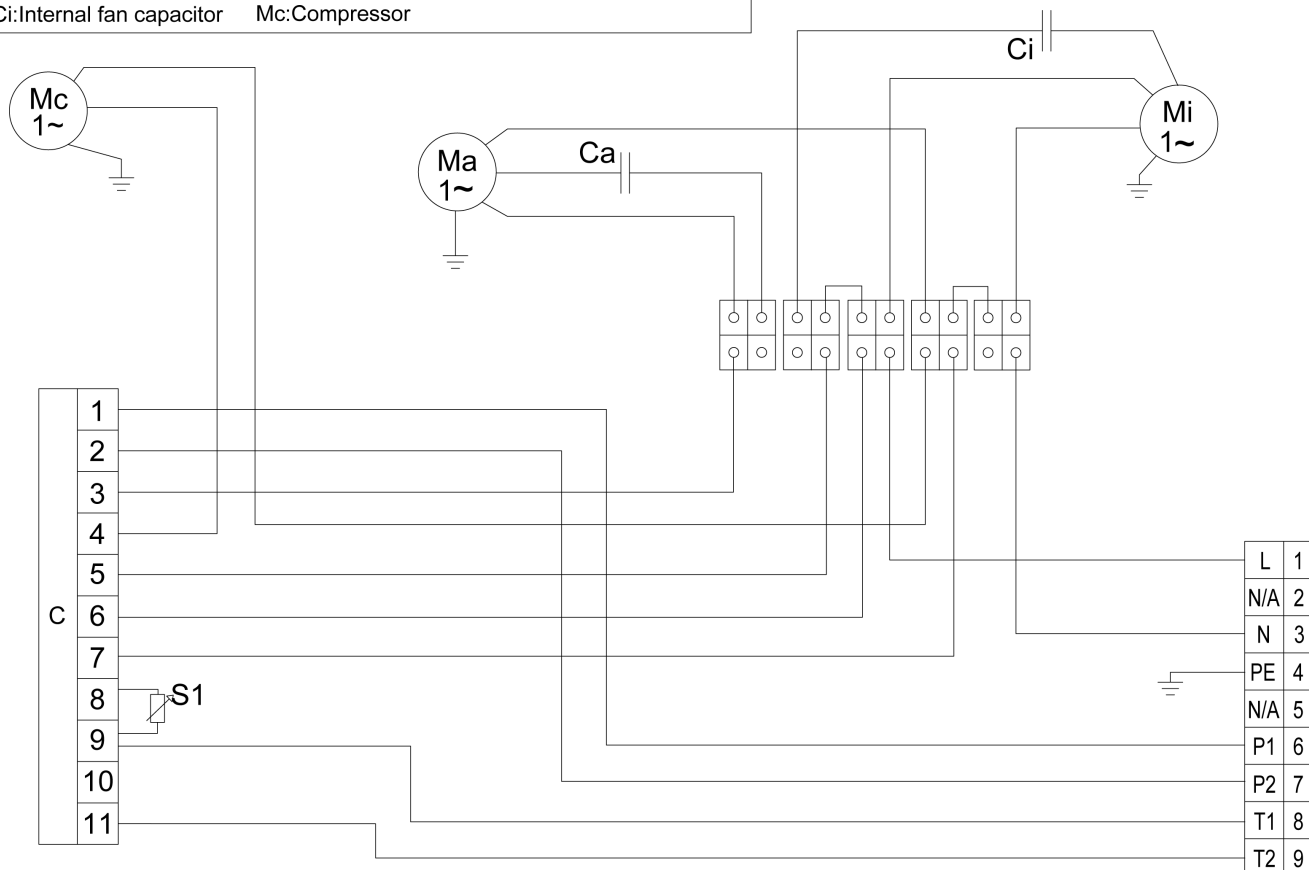 Ci:Internal fan capacitor Mc:Compressor
Ci
Mc
1~
Mi
1~
Ma
1~
Ca
1
2
3
4
5
C 6
7
8 S1
9
10
11
L 1
N/A 2
N 3
PE 4
N/A 5
P1 6
P2 7
T1 8
T2 9